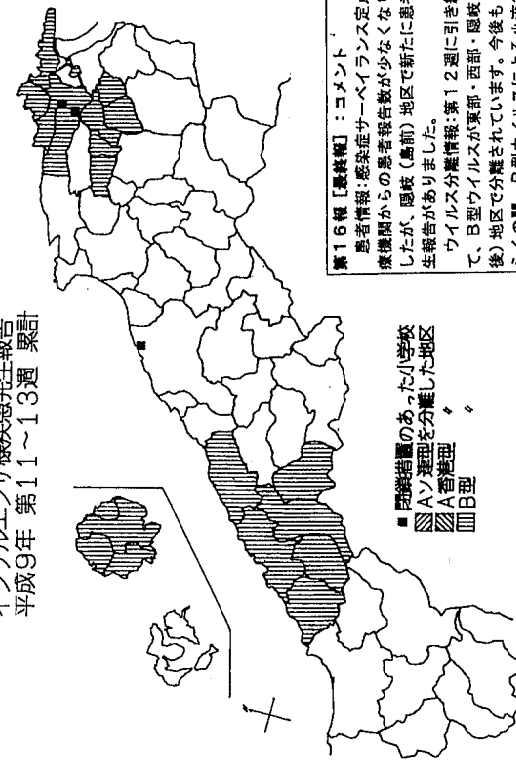 インフルエンザ様疾患発生報告
平成9年 第11~13週 累計
■ 閉鎖措置のあった小学校
Aソ連型を分離した地区
A香港型 〃
B型 〃
第16報［最終報］：コメント
患者情報:感染症サーベイランス定
療機関からの患者報告数が少なくな
したが、隠岐（島前）地区で新たに患
生報告がありました。
ウイルス分離情報:第12週に引き
て、B型ウイルスが東部・西部・隠岐
後）地区で分離されています。今後も